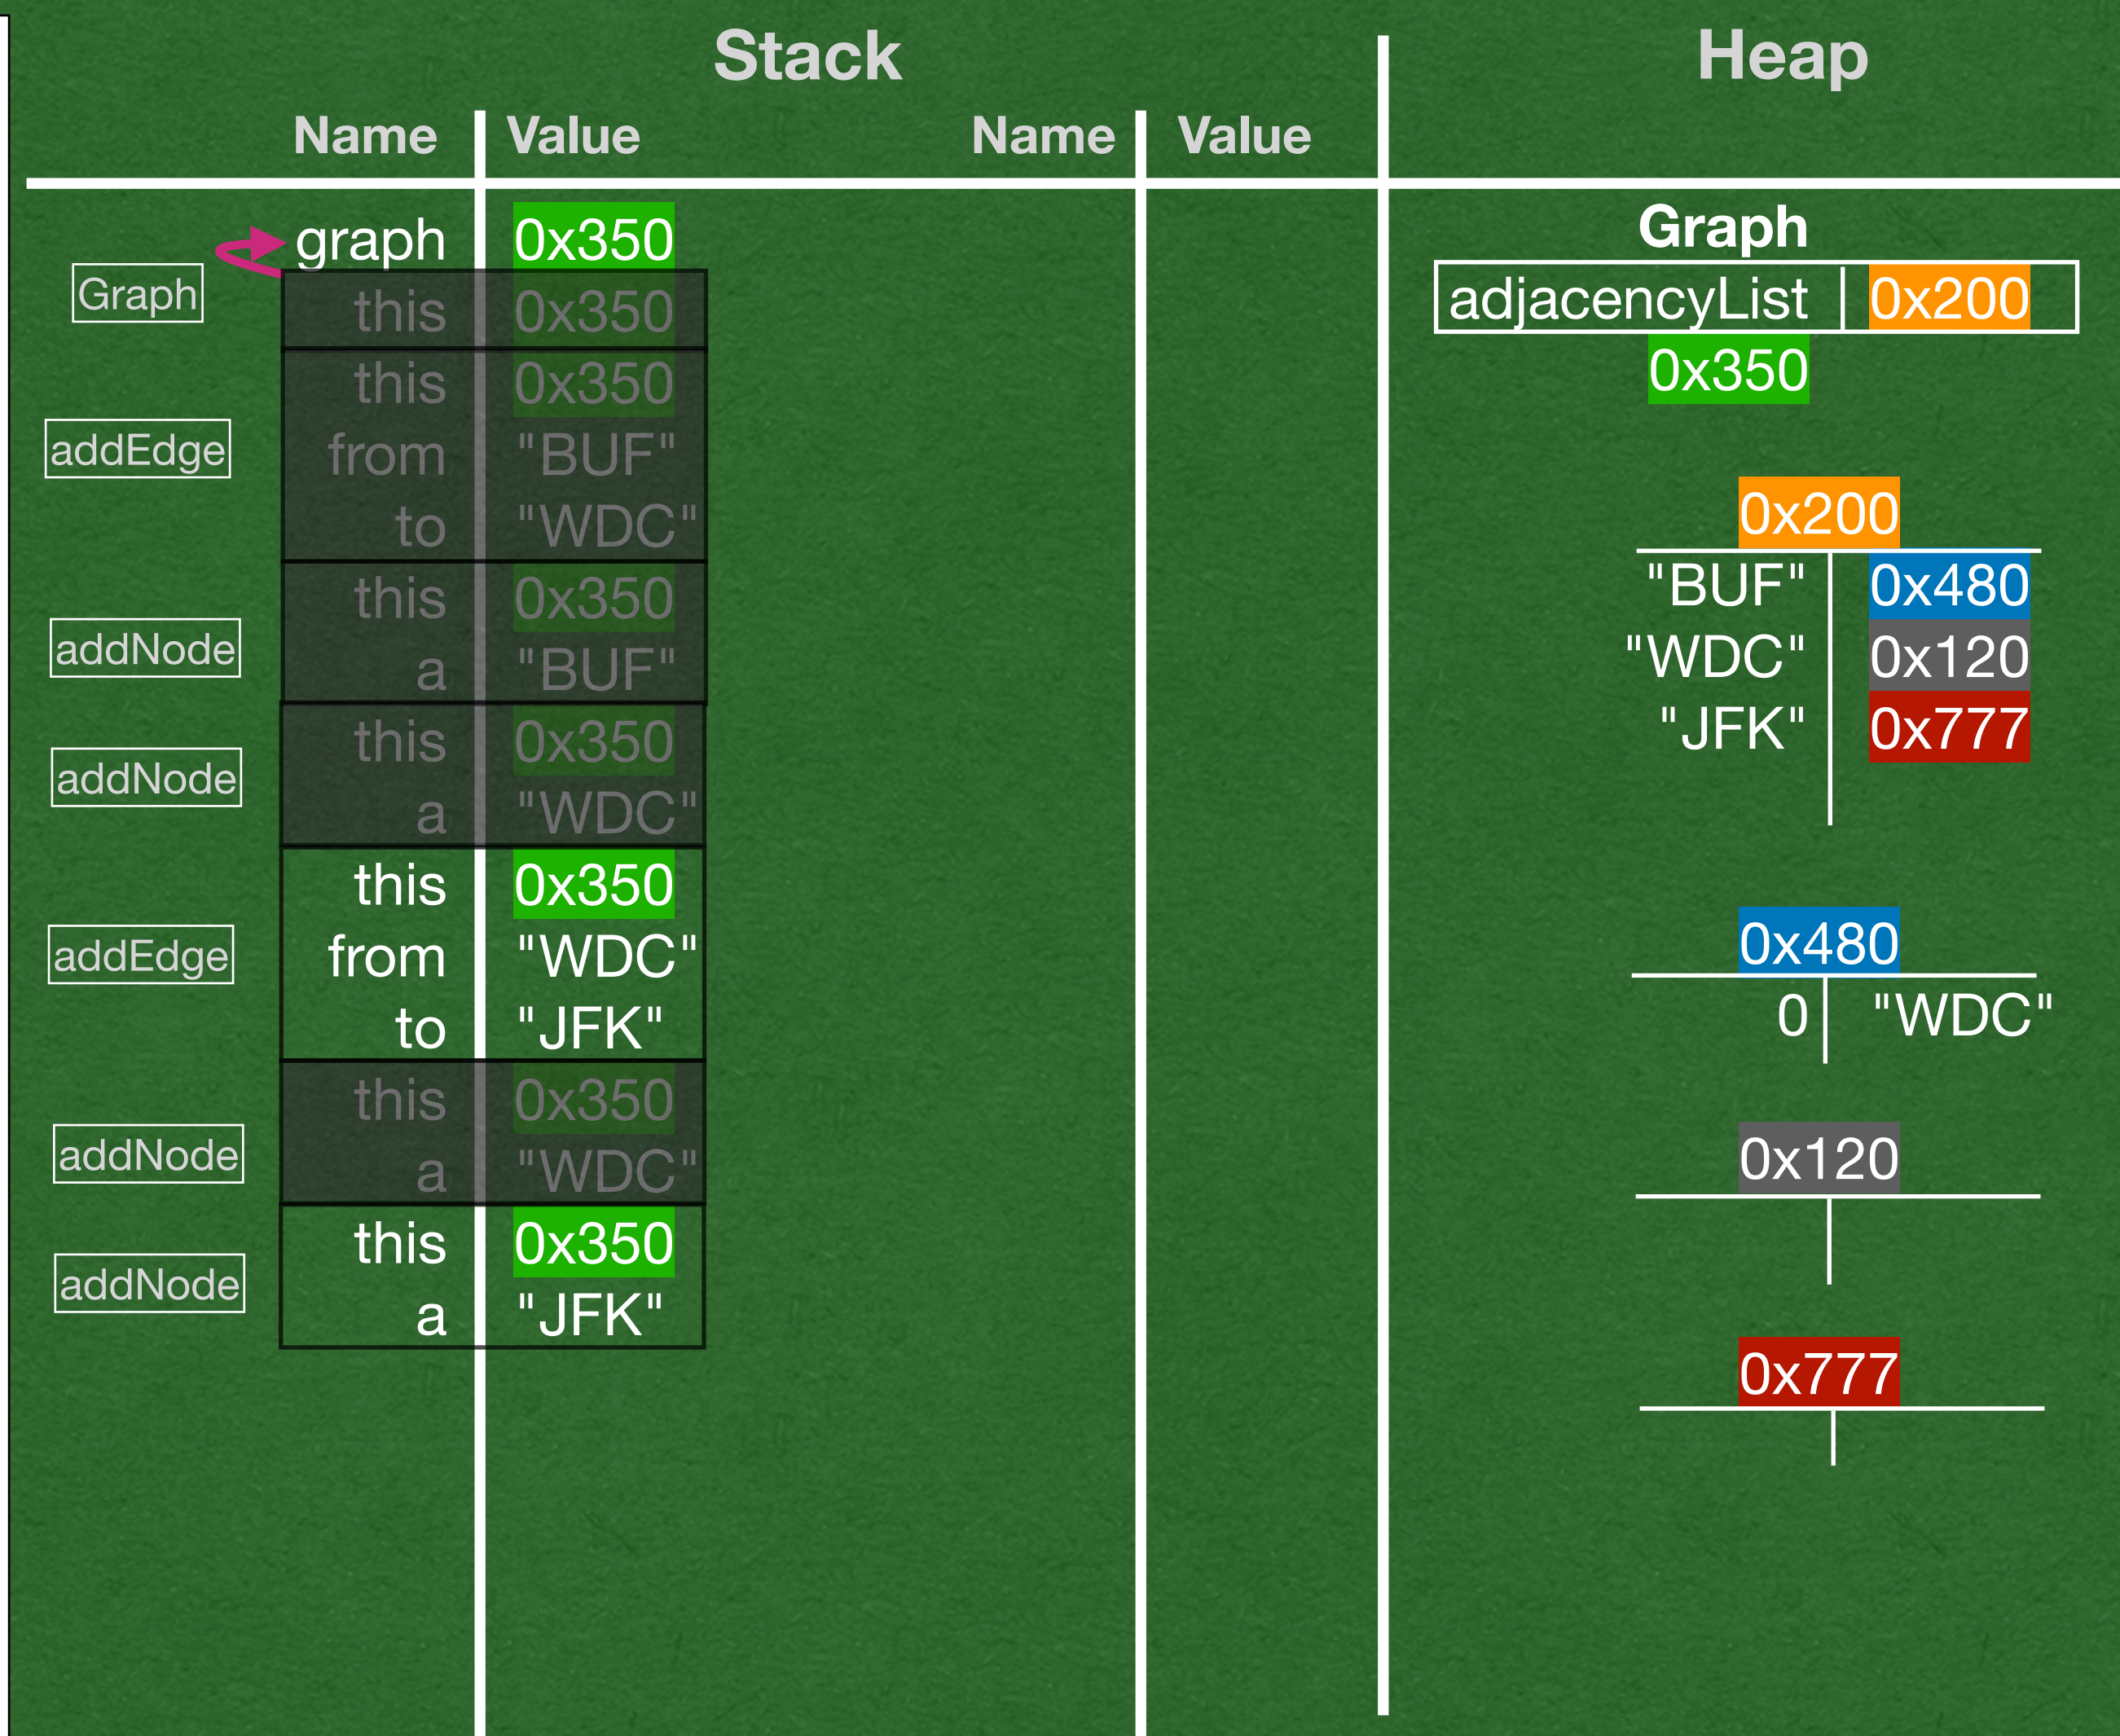 Stack Heap
Name Value Name Value
graph 0x350
Graph
this 0x350
this 0x350
addEdge from "BUF"
to "WDC"
this 0x350
addNode a "BUF"
this 0x350
addNode a "WDC"
this 0x350
addEdge from "WDC"
to "JFK"
this 0x350
addNode a "WDC"
this 0x350
addNode a "JFK"
Graph
adjacencyList 0x200
0x350
0x200
"BUF" 0x480
"WDC" 0x120
"JFK" 0x777
0x480
0 "WDC"
0x120
0x777